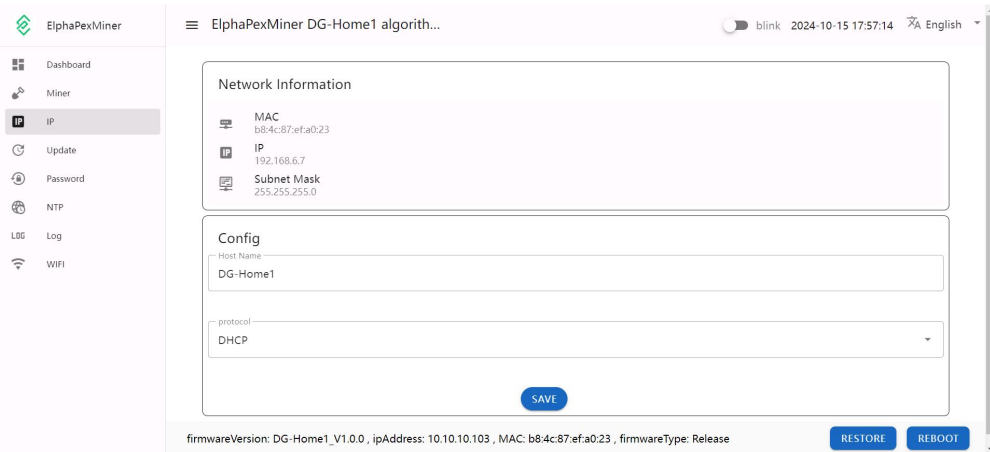 ElphaPexMiner
ElphaPexMiner DG-Home1 algorith...
blink 2024-10-15 17:57:14 English
Dashboard
Miner
IP
Update
Password
NTP
LOG Log
WIFI
Network Information
MAC
b8:4c:87:ef:a0:23
IP IP
192.168.6.7
Subnet Mask
255.255.255.0
Config
Host Name
DG-Home1
protocol
DHCP
SAVE
firmwareVersion: DG-Home1_V1.0.0 , ipAddress: 10.10.10.103 , MAC: b8:4c:87:ef:a0:23 , firmwareType: Release
RESTORE REBOOT